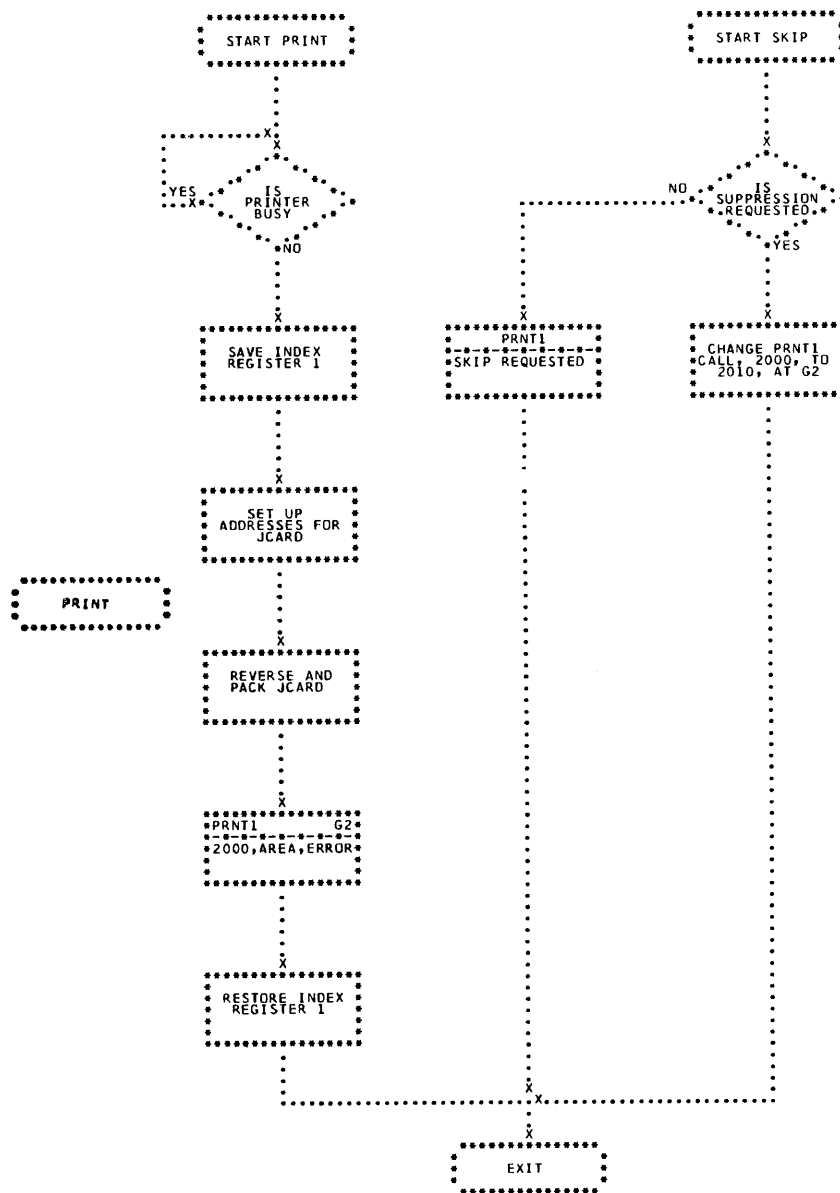 START PRINT
START SKIP
YES
IS
PRINTER
BUSY
NO
NO
IS
SUPPRESSION
REQUESTED
YES
SAVE INDEX
REGISTER 1
PRNT1
SKIP REQUESTED
CHANGE PRNT1
CALL, 2000, TO
2010, AT G2
SET UP
ADDRESSES FOR
JCARD
PRINT
REVERSE AND
PACK JCARD
PRNT1 G2
2000,AREA,ERROR
RESTORE INDEX
REGISTER 1
EXIT